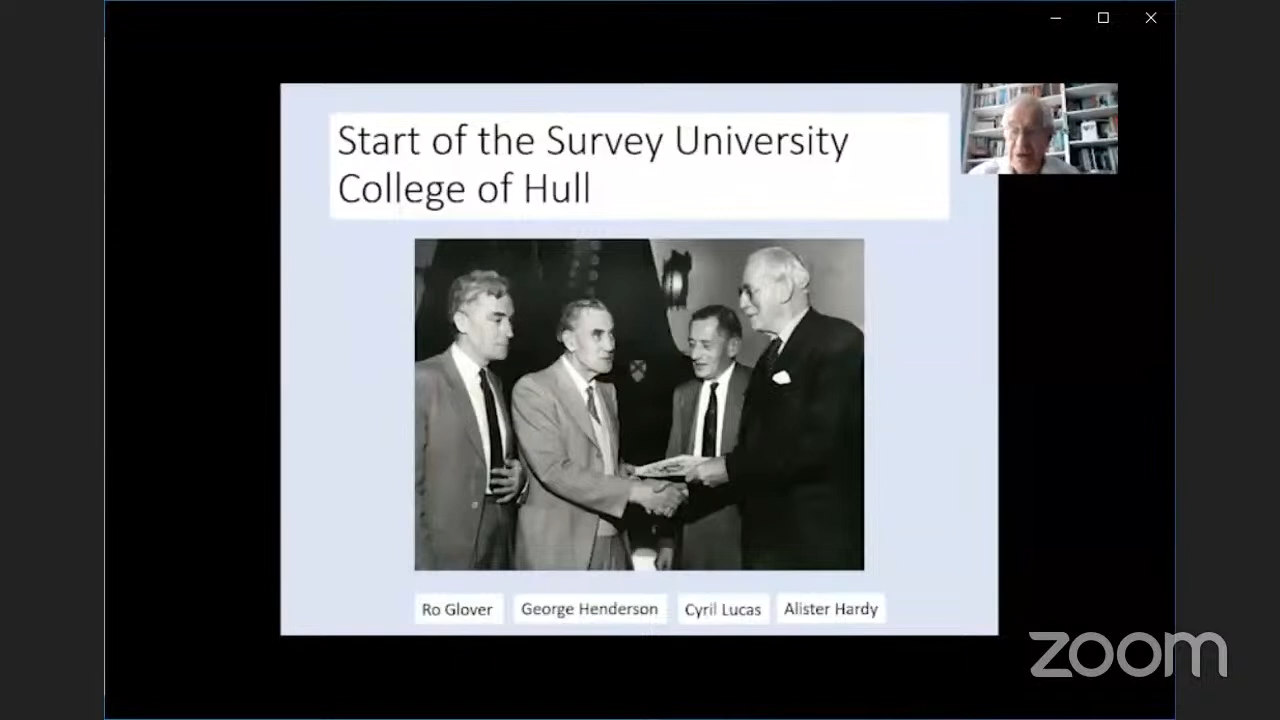 Start of the Survey University
College of Hull
Ro Glover
George Henderson
Cyril Lucas
Alister Hardy
zoom